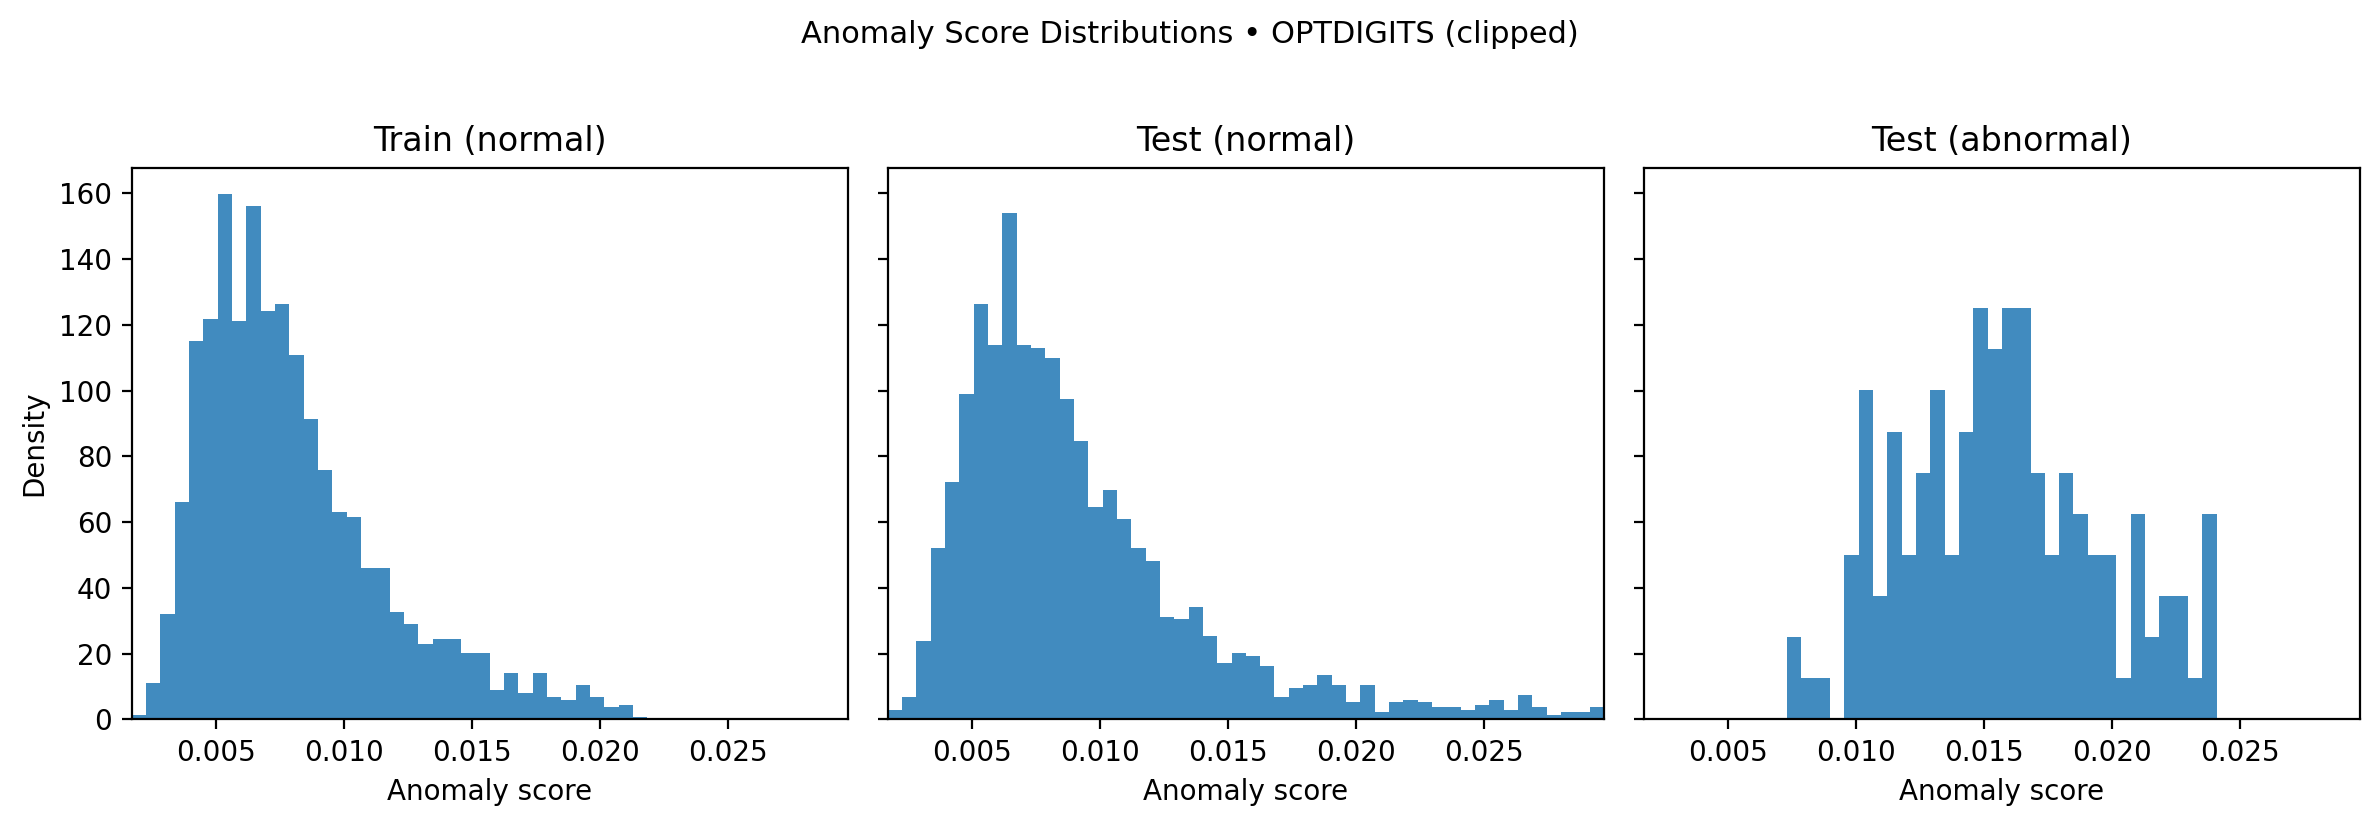 Anomaly Score Distributions • OPTDIGITS (clipped)
Train (normal)
Test (normal)
Test (abnormal)
Density
160
140
120
100
80
60
40
20
0
0.005 0.010 0.015 0.020 0.025
0.005 0.010 0.015 0.020 0.025
0.005 0.010 0.015 0.020 0.025
Anomaly score
Anomaly score
Anomaly score